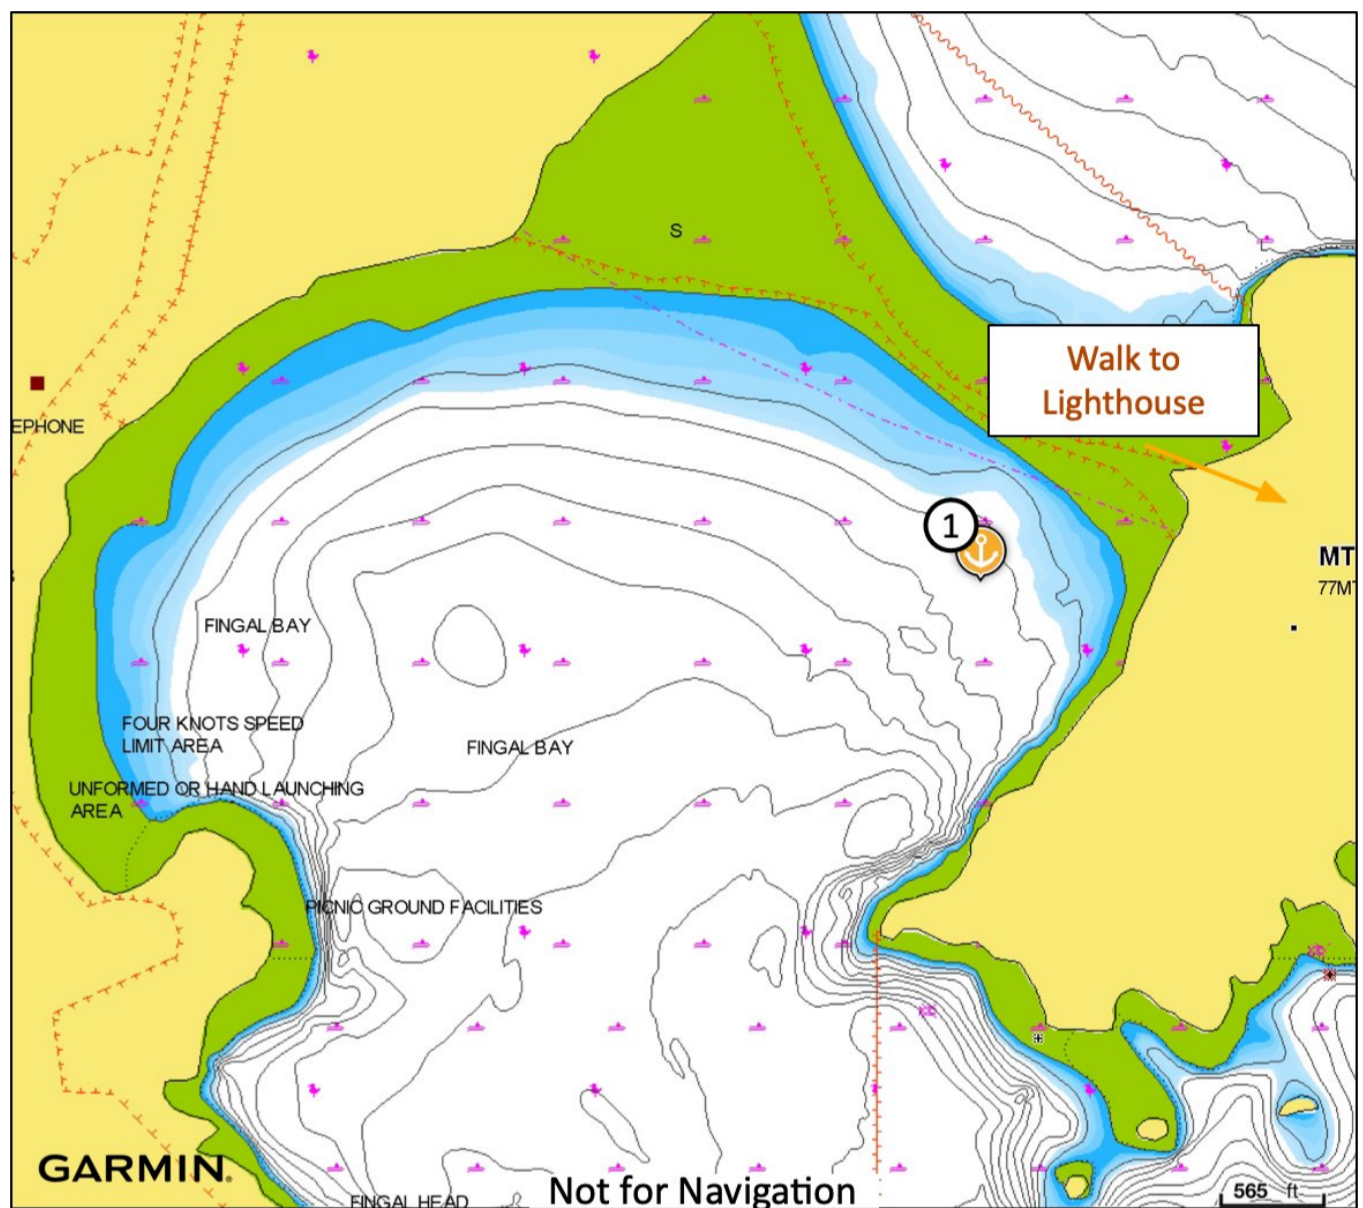 S
Walk to
Lighthouse
EPHONE
1
MT
77MT
FINGAL BAY
FOUR KNOTS SPEED
LIMIT AREA
FINGAL BAY
UNFORMED OR HAND LAUNCHING
AREA
PICNIC GROUND FACILITIES
GARMIN
Not for Navigation
FINGAL HEAD
565 ft